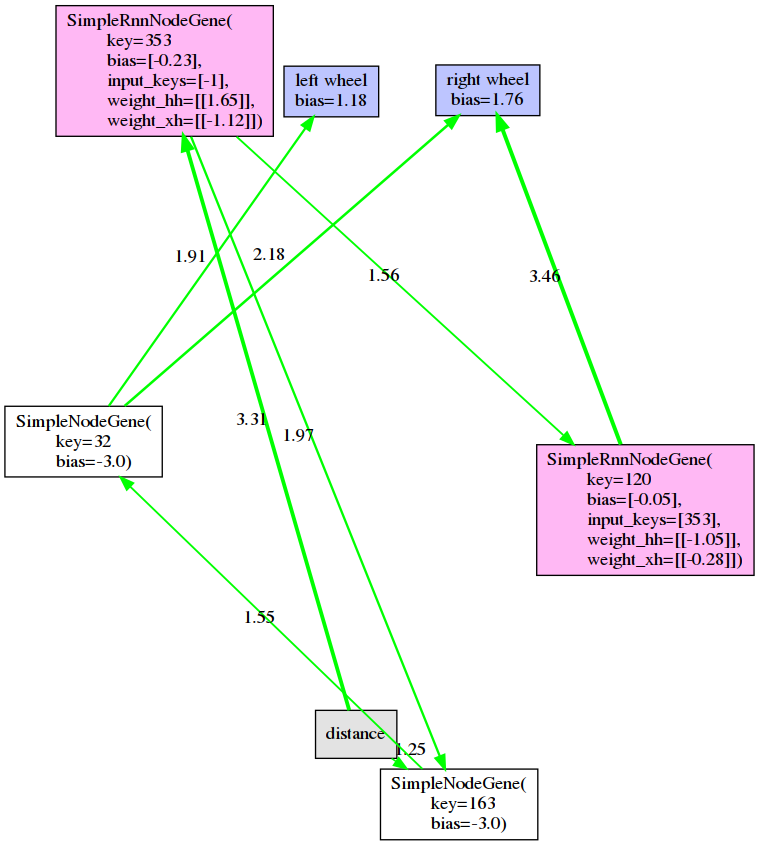 SimpleRnnNodeGene(
key=353
bias=[-0.23],
input_keys=[-1],
weight_hh=[[1.65]],
weight_xh=[[-1.12]])
left wheel
bias=1.18
right wheel
bias=1.76
1.91
2.18
1.56
3.46
SimpleNodeGene(
key=32
bias=-3.0)
3.31
1.97
SimpleRnnNodeGene(
key=120
bias=[-0.05],
input_keys=[353],
weight_hh=[[-1.05]],
weight_xh=[[-0.28]])
1.55
distance
1.25
SimpleNodeGene(
key=163
bias=-3.0)